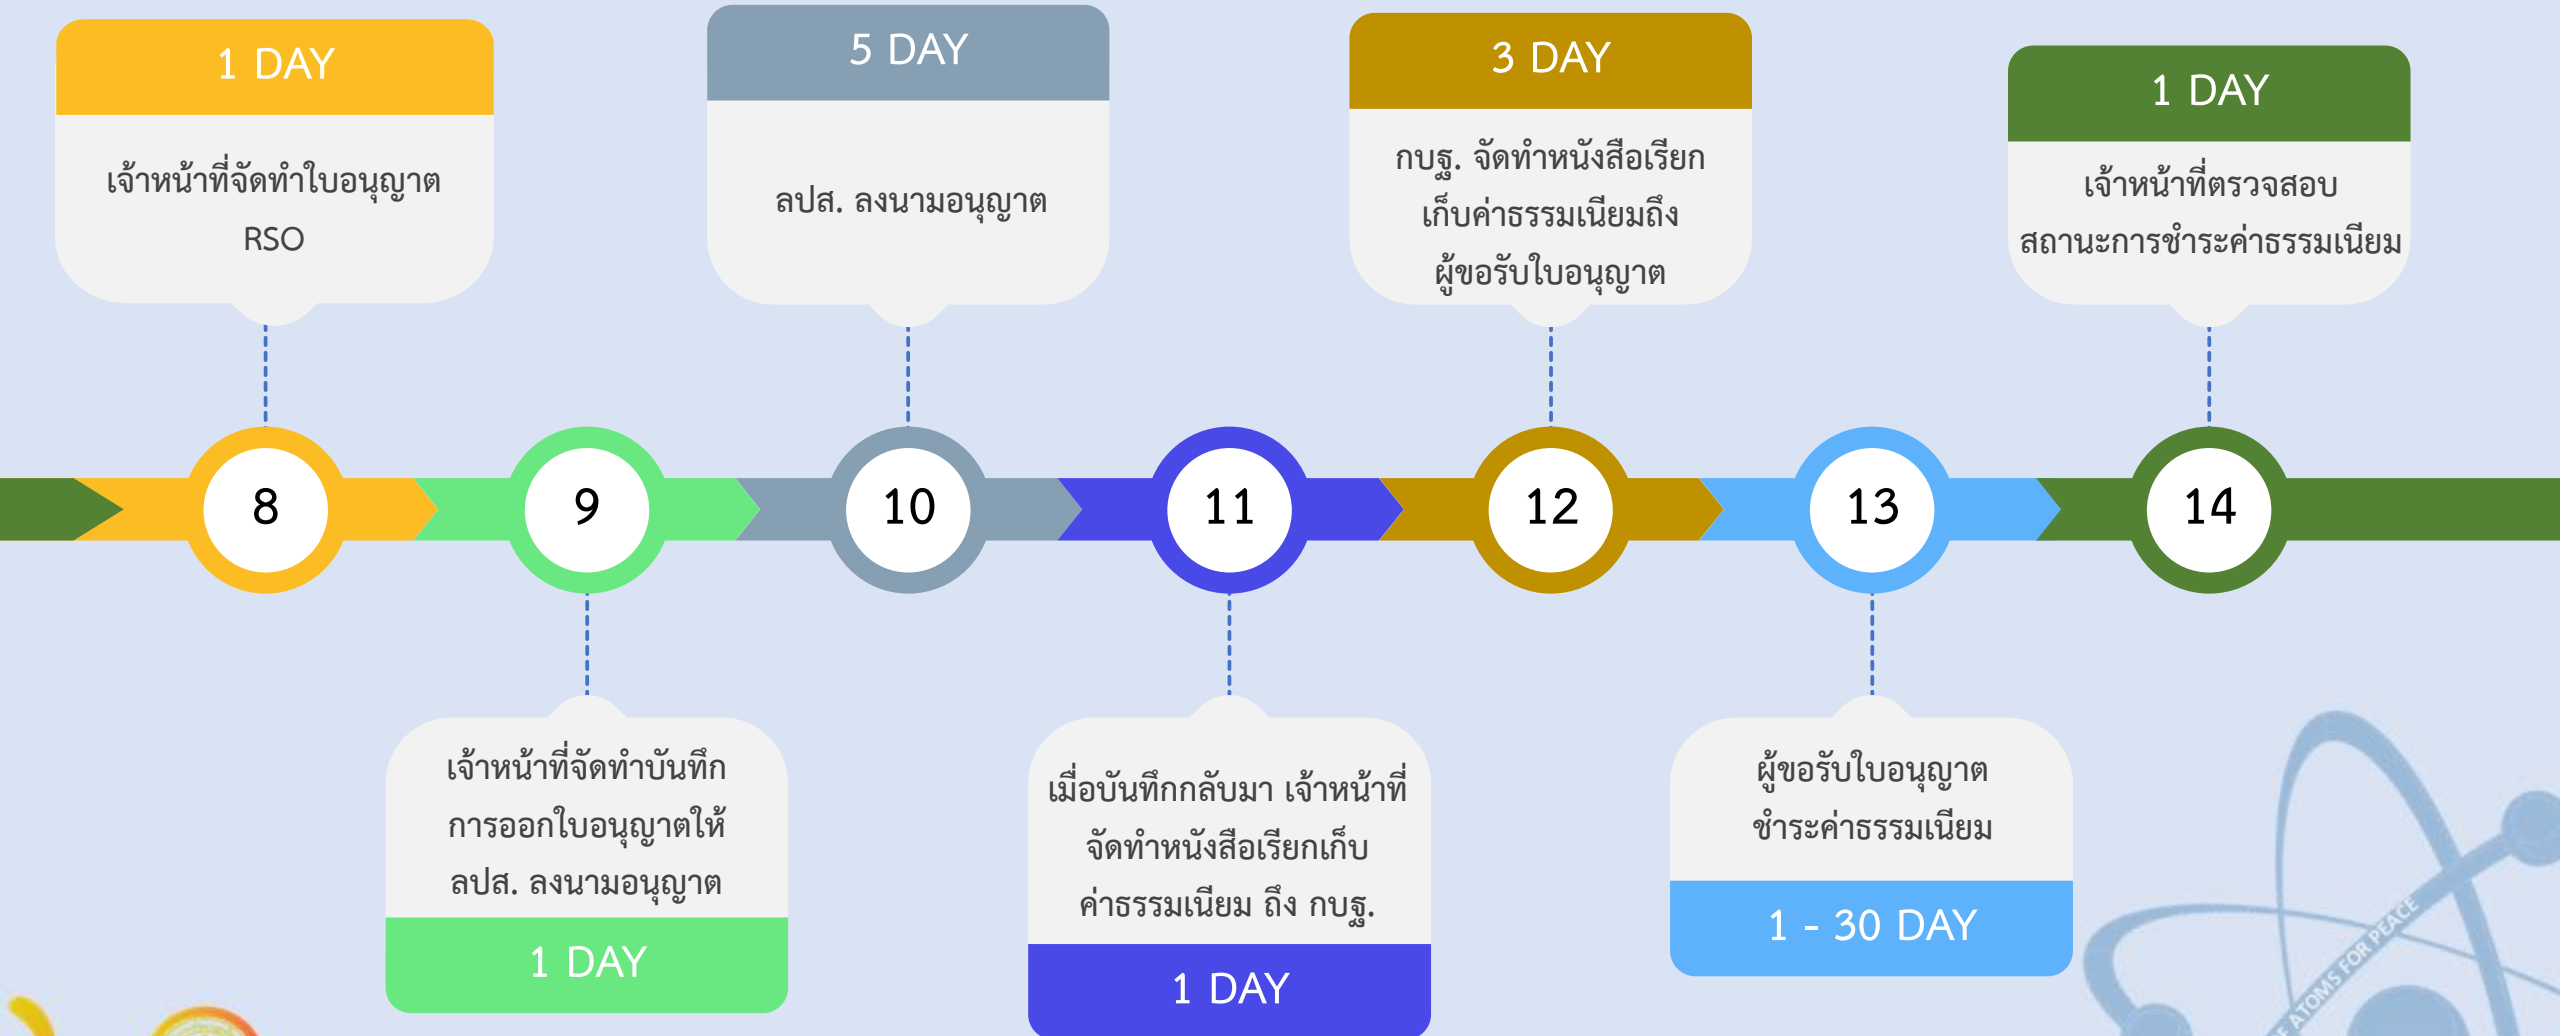 1 DAY
เจ้าหน้าที่จัดทำใบอนุญาต
RSO
5 DAY
ลปส. ลงนามอนุญาต
3 DAY
กบฐ. จัดทำหนังสือเรียก
เก็บค่าธรรมเนียมถึง
ผู้ขอรับใบอนุญาต
1 DAY
เจ้าหน้าที่ตรวจสอบ
สถานะการชำระค่าธรรมเนียม
8
9
10
11
12
13
14
เจ้าหน้าที่จัดทำบันทึก
การออกใบอนุญาตให้
ลปส. ลงนามอนุญาต
1 DAY
เมื่อบันทึกกลับมา เจ้าหน้าที่
จัดทำหนังสือเรียกเก็บ
ค่าธรรมเนียม ถึง กบฐ.
1 DAY
ผู้ขอรับใบอนุญาต
ชำระค่าธรรมเนียม
1 - 30 DAY
ATOMS FOR PEACE